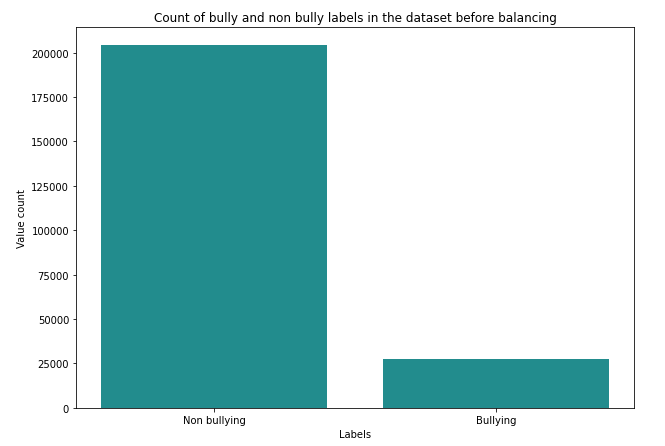 Count of bully and non bully labels in the dataset before balancing
200000
175000
150000
125000
100000
75000
50000
25000
0
Value count
Non bullying
Bullying
Labels